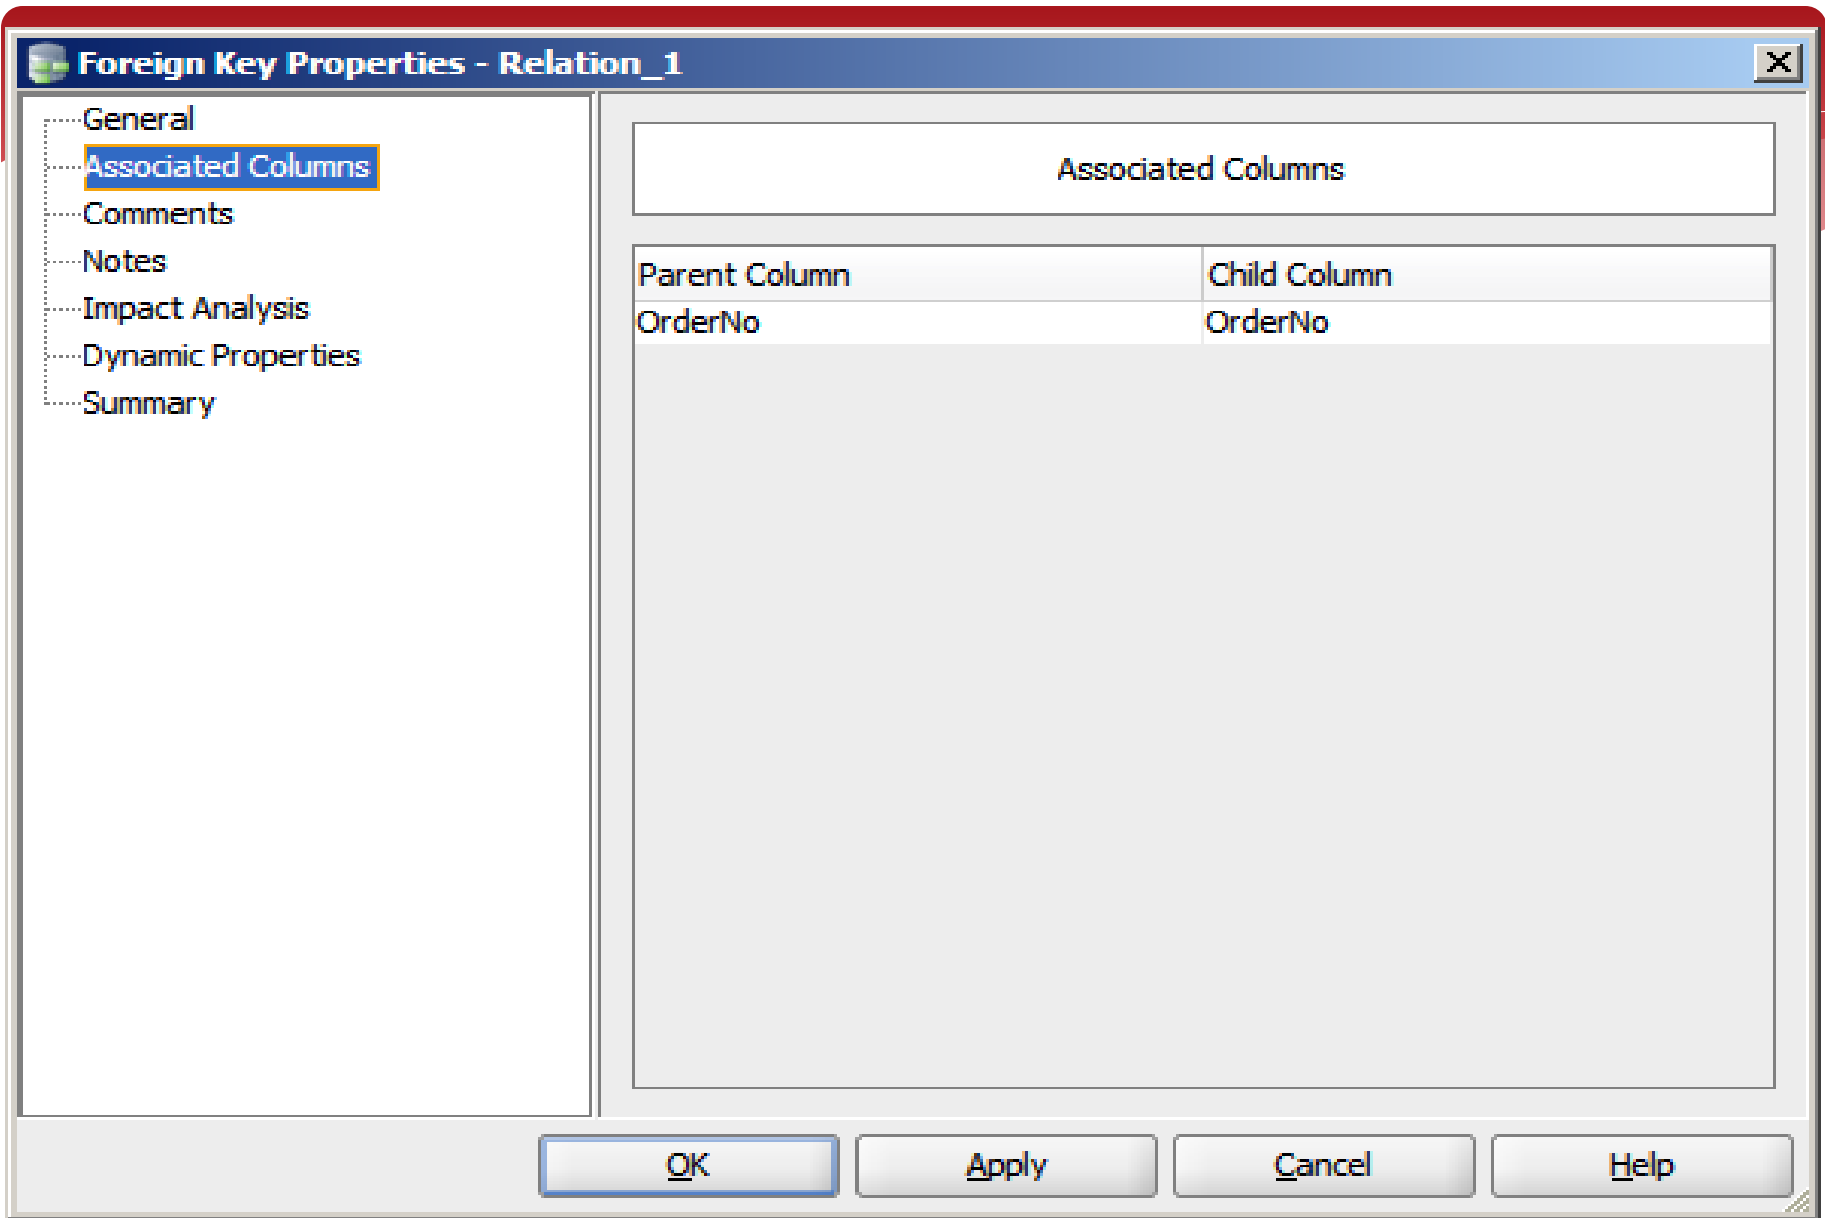 Foreign Key Properties - Relation_1
General
Associated Columns
Comments
Notes
Impact Analysis
Dynamic Properties
Summary
Associated Columns
Parent Column Child Column
OrderNo OrderNo
OK Apply Cancel Help